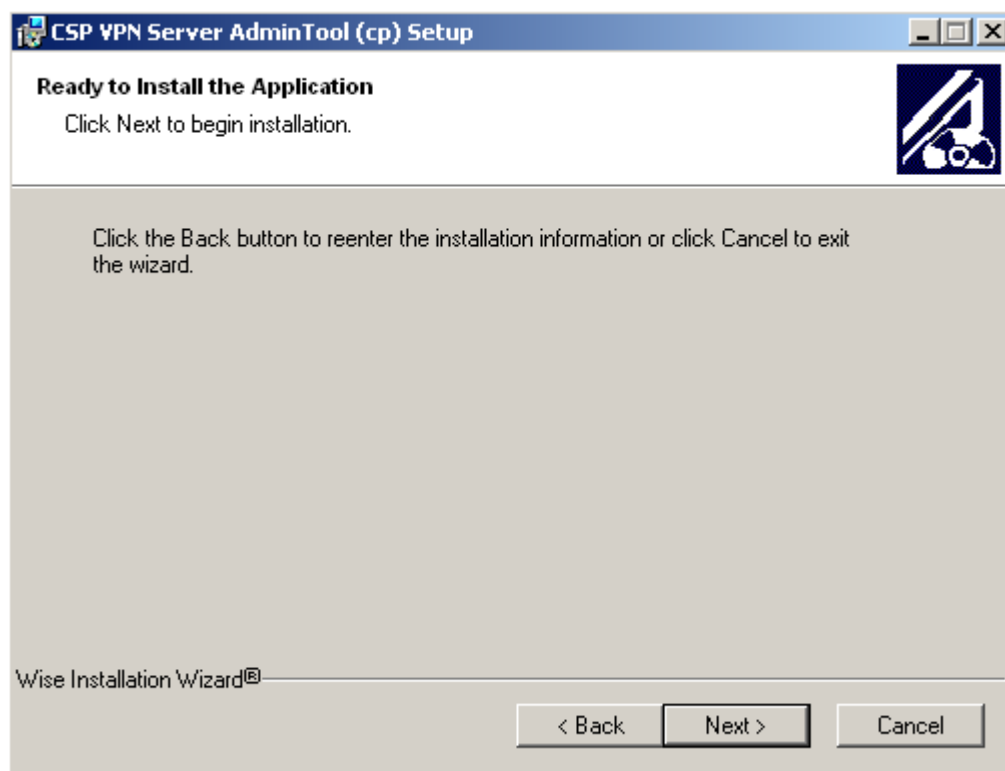 CSP VPN Server AdminTool (cp) Setup
Ready to Install the Application
Click Next to begin installation.
Click the Back button to reenter the installation information or click Cancel to exit
the wizard.
Wise Installation Wizard®
< Back
Next >
Cancel